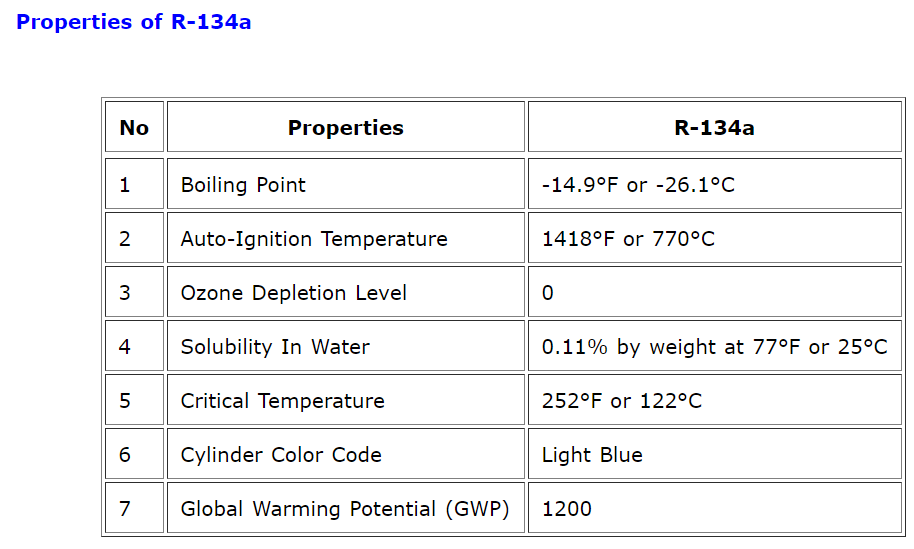 Properties of R-134a
No Properties R-134a
1 Boiling Point -14.9°F or -26.1°C
2 Auto-Ignition Temperature 1418°F or 770°C
3 Ozone Depletion Level 0
4 Solubility In Water 0.11% by weight at 77°F or 25°C
5 Critical Temperature 252°F or 122°C
6 Cylinder Color Code Light Blue
7 Global Warming Potential (GWP) 1200